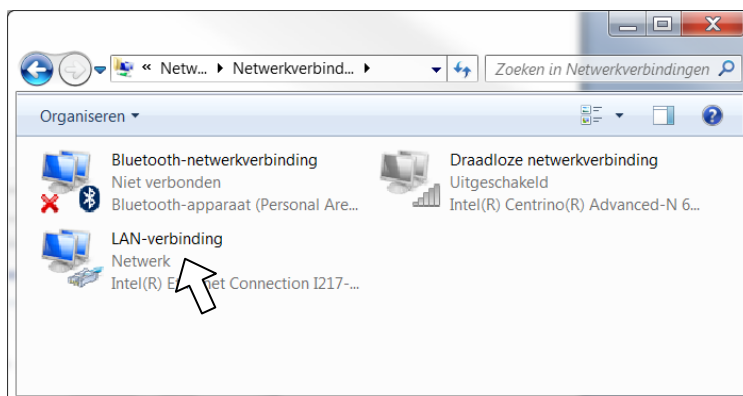 « Netw... Netwerkverbind...
Zoeken in Netwerkverbindingen
Organiseren
Bluetooth-netwerkverbinding
Niet verbonden
Bluetooth-apparaat (Personal Are...
Draadloze netwerkverbinding
Uitgeschakeld
Intel(R) Centrino(R) Advanced-N 6...
LAN-verbinding
Netwerk
Intel(R) Connection I217-...